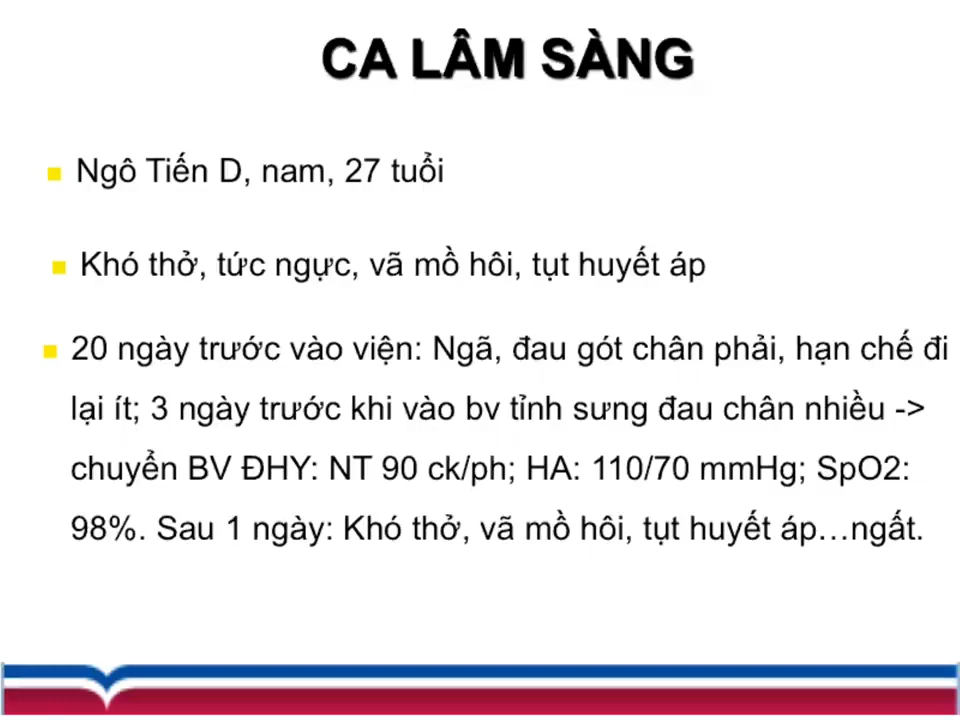 CA LÂM SÀNG
Ngô Tiến D, nam, 27 tuổi
Khó thở, tức ngực, vã mồ hôi, tụt huyết áp
20 ngày trước vào viện: Ngã, đau gót chân phải, hạn chế đi
lại ít; 3 ngày trước khi vào bv tỉnh sưng đau chân nhiều ->
chuyển BV ĐHY: NT 90 ck/ph; HA: 110/70 mmHg; SpO2:
98%. Sau 1 ngày: Khó thở, vã mồ hôi, tụt huyết áp…ngất.